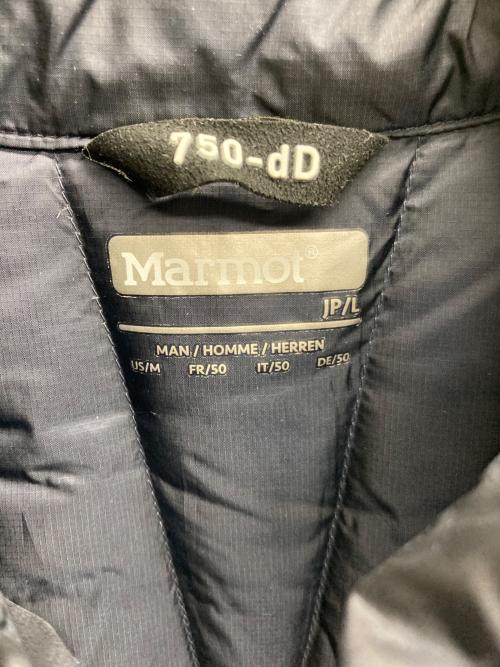 750-dD
Marmot®
JP/L
MAN / HOMME / HERREN
US/M FR/50 IT/50 DE/50